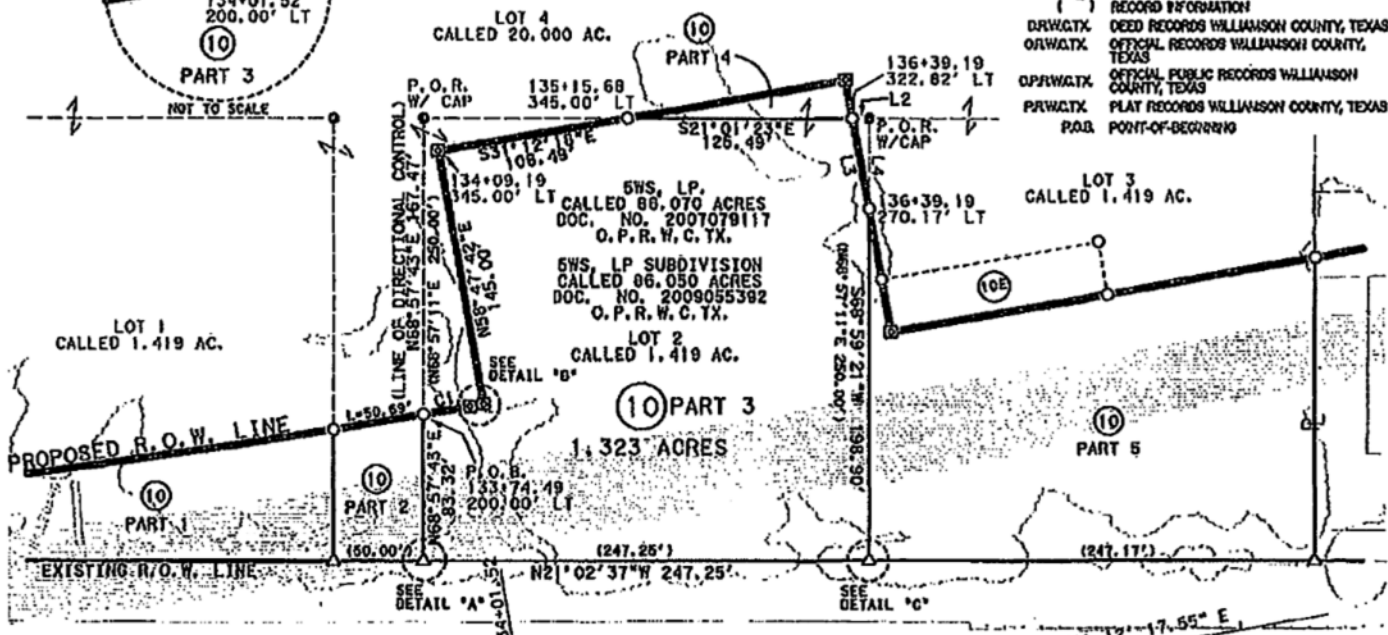 134+01.52
200.00' LT
10
PART 3
NOT TO SCALE
LOT 4
CALLED 20.000 AC.
10
PART 4
( ) RECORD INFORMATION
D.R.W.C.TX. DEED RECORDS WILLIAMSON COUNTY, TEXAS
O.R.W.C.TX. OFFICIAL RECORDS WILLIAMSON COUNTY,
TEXAS
O.P.R.W.C.TX. OFFICIAL PUBLIC RECORDS WILLIAMSON
COUNTY, TEXAS
P.R.W.C.TX. PLAT RECORDS WILLIAMSON COUNTY, TEXAS
P.O.B. POINT-OF-BEGINNING
P.O.R.
W/ CAP
135+15.68
345.00' LT
136+39.19
322.82' LT
L2
S21°01'23"E
126.49'
P.O.R.
W/CAP
108.49'
134+09.19
345.00' LT
L3
L4
136+39.19
270.17' LT
LOT 3
CALLED 1.419 AC.
(LINE OF DIRECTIONAL CONTROL)
N68°57'43"E 167.47'
(N68°57'11"E 250.00')
N58°47'42"E
145.00'
5WS, LP.
CALLED 86.070 ACRES
DOC. NO. 2007079117
O.P.R.W.C.TX.
5WS, LP SUBDIVISION
CALLED 86.050 ACRES
DOC. NO. 2009055392
O.P.R.W.C.TX.
LOT 2
CALLED 1.419 AC.
10E
(N68°57'11"E 250.00')
S68°59'21"W 198.90'
LOT 1
CALLED 1.419 AC.
SEE
DETAIL "B"
10 PART 3
1.323 ACRES
L=50.69'
C1
PROPOSED R.O.W. LINE
10
PART 1
10
PART 2
N68°57'43"E
83.32'
P.O.B.
133+74.49
200.00' LT
10
PART 5
(50.00')
(247.25')
(247.17')
EXISTING R.O.W. LINE
N21°02'37"W 247.25'
SEE
DETAIL "A"
SEE
DETAIL "C"
17.55" E